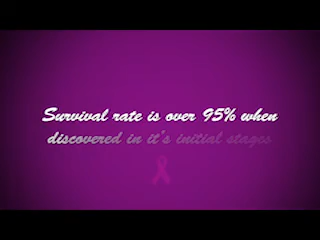 Survival rate is over 95% when
discovered in it's initial stages